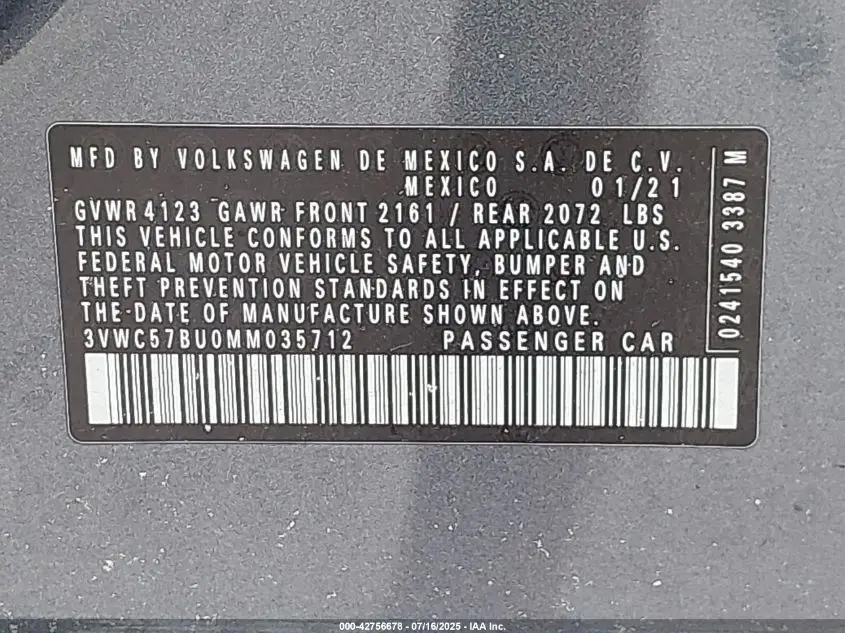 MFD BY VOLKSWAGEN DE MEXICO S.A. DE C.V.
MEXICO 01/21
GVWR 4123 GAWR FRONT 2161 / REAR 2072 LBS
THIS VEHICLE CONFORMS TO ALL APPLICABLE U.S.
FEDERAL MOTOR VEHICLE SAFETY, BUMPER AND
THEFT PREVENTION STANDARDS IN EFFECT ON
THE DATE OF MANUFACTURE SHOWN ABOVE.
3VWC57BU0MM035712 PASSENGER CAR
0241540 3387 M
000-42756678 - 07/16/2025 - IAA Inc.